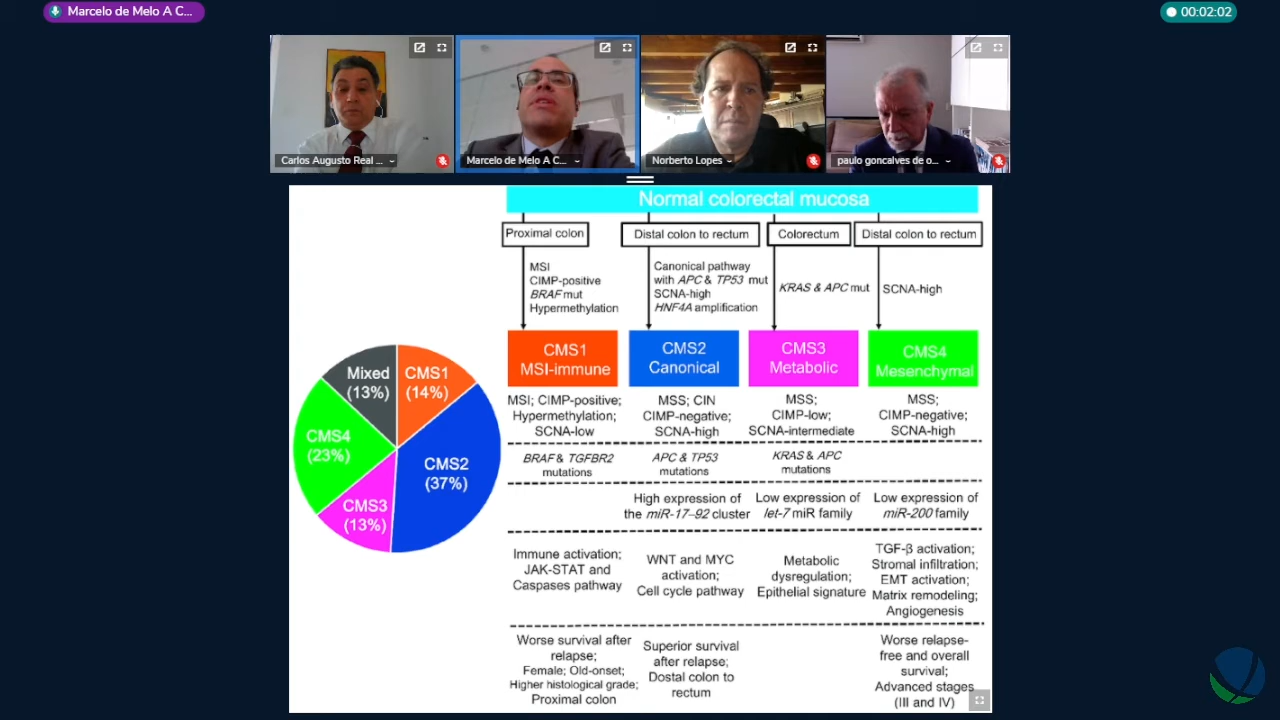 Marcelo de Melo A C...
00:02:02
Carlos Augusto Real ...
Marcelo de Melo A C...
Norberto Lopes
paulo goncalves de o...
Normal colorectal mucosa
Proximal colon
Distal colon to rectum
Colorectum
Distal colon to rectum
MSI
CIMP-positive
BRAF mut
Hypermethylation
Canonical pathway
with APC & TP53 mut
SCNA-high
HNF4A amplification
KRAS & APC mut
SCNA-high
CMS1
MSI-immune
CMS2
Canonical
CMS3
Metabolic
CMS4
Mesenchymal
Mixed
(13%)
CMS1
(14%)
CMS4
(23%)
CMS2
(37%)
CMS3
(13%)
MSI; CIMP-positive;
Hypermethylation;
SCNA-low
MSS; CIN
CIMP-negative;
SCNA-high
MSS;
CIMP-low;
SCNA-intermediate
MSS;
CIMP-negative;
SCNA-high
BRAF & TGFBR2
mutations
APC & TP53
mutations
KRAS & APC
mutations
High expression of
the miR-17–92 cluster
Low expression of
let-7 miR family
Low expression of
miR-200 family
Immune activation;
JAK-STAT and
Caspases pathway
WNT and MYC
activation;
Cell cycle pathway
Metabolic
dysregulation;
Epithelial signature
TGF-β activation;
Stromal infiltration;
EMT activation;
Matrix remodeling;
Angiogenesis
Worse survival after
relapse;
Female; Old-onset;
Higher histological grade;
Proximal colon
Superior survival
after relapse;
Dostal colon to
rectum
Worse relapse-
free and overall
survival;
Advanced stages
(III and IV)